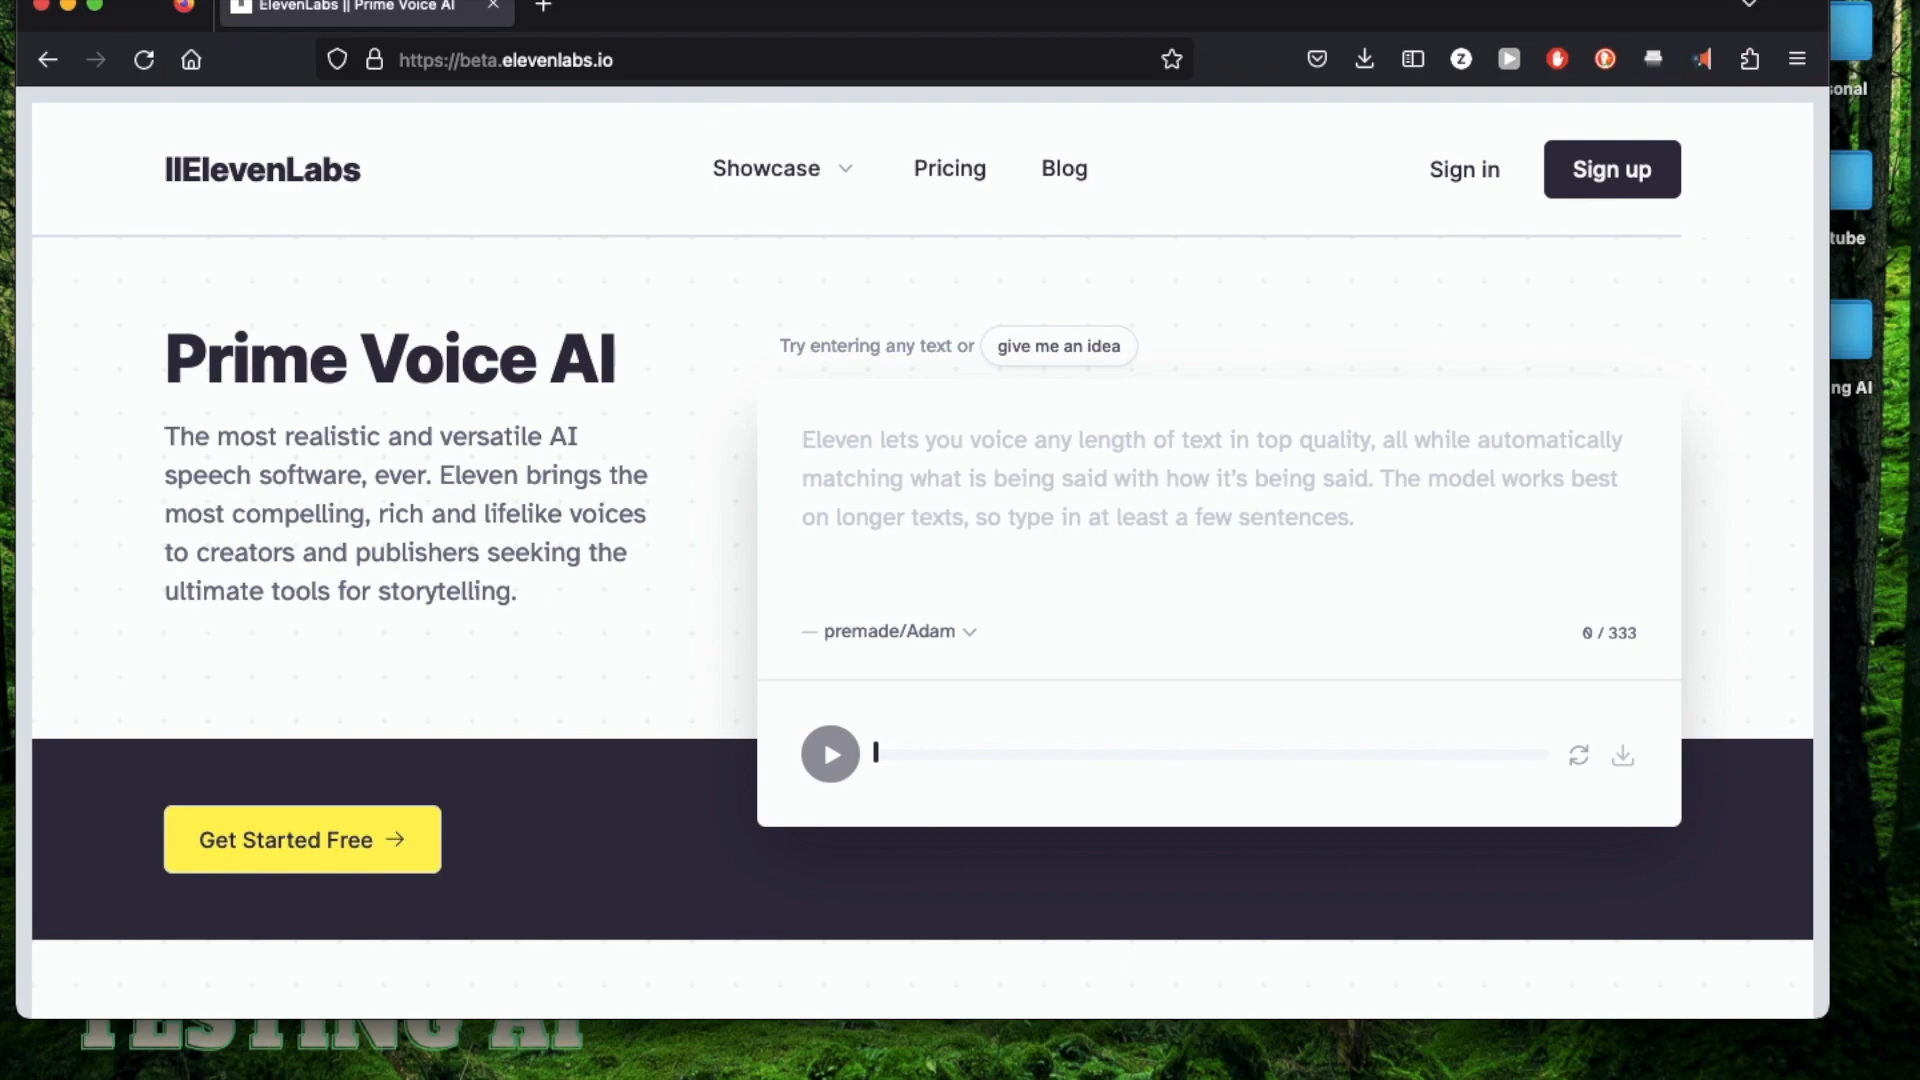 ElevenLabs || Prime Voice AI
https://beta.elevenlabs.io
sonal
llElevenLabs
Showcase
Pricing
Blog
Sign in
Sign up
tube
Prime Voice AI
Try entering any text or
give me an idea
ng AI
The most realistic and versatile AI
speech software, ever. Eleven brings the
most compelling, rich and lifelike voices
to creators and publishers seeking the
ultimate tools for storytelling.
Eleven lets you voice any length of text in top quality, all while automatically
matching what is being said with how it’s being said. The model works best
on longer texts, so type in at least a few sentences.
— premade/Adam
0 / 333
Get Started Free →
TESTING AI